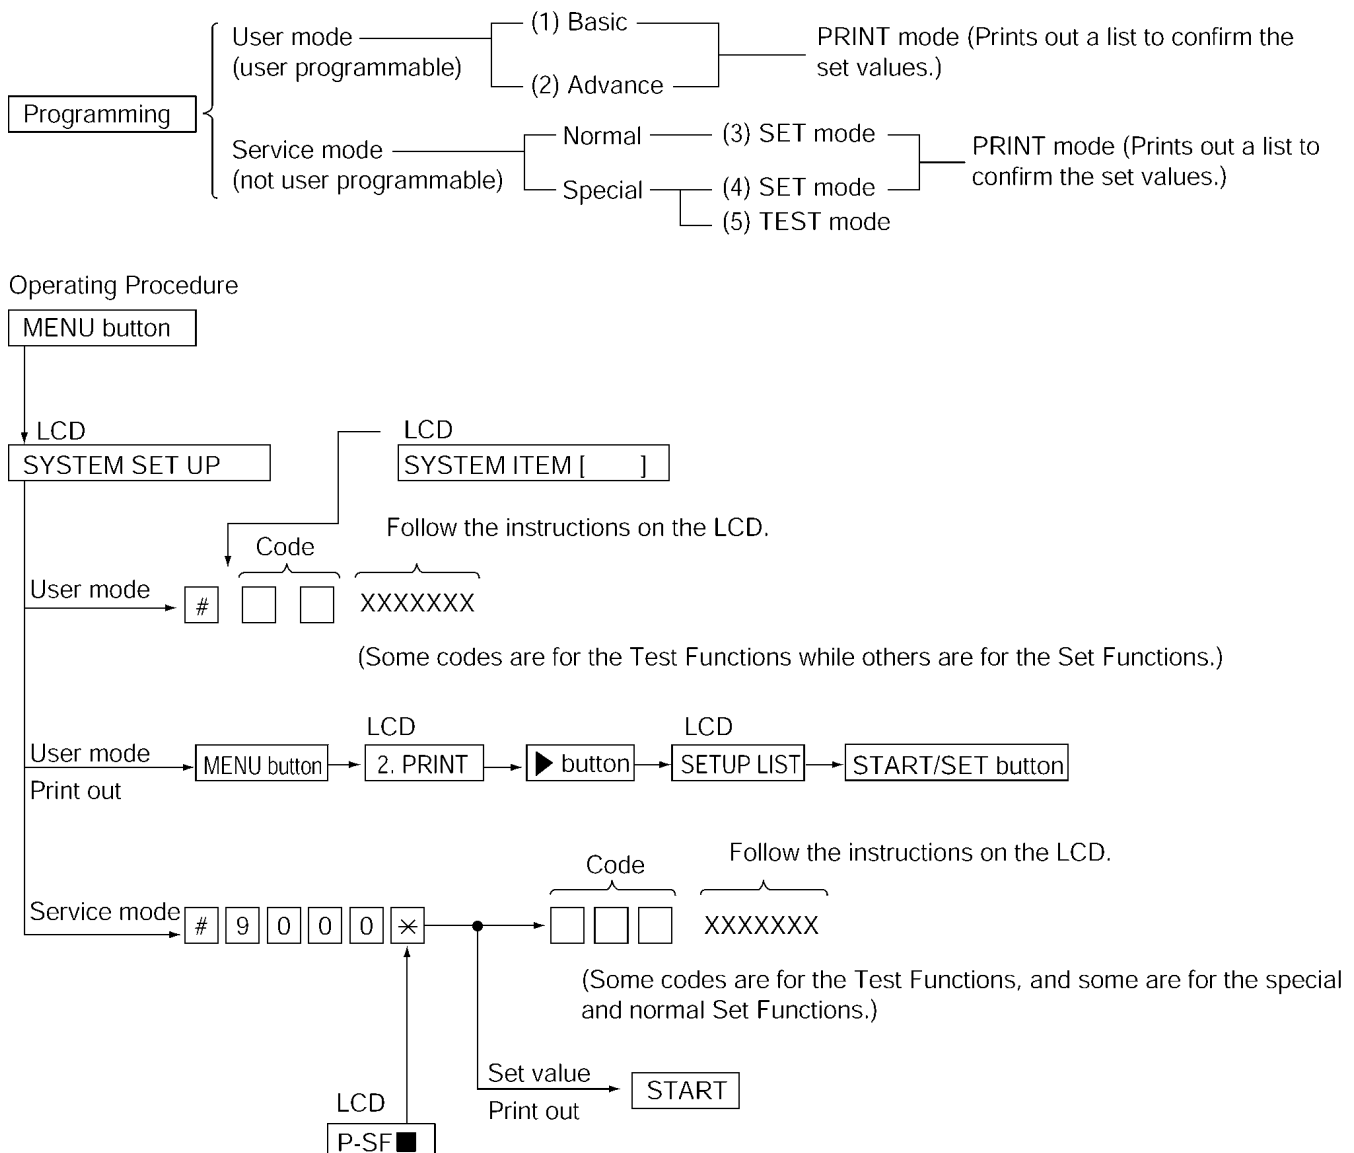 Programming
User mode
(user programmable)
(1) Basic
(2) Advance
PRINT mode (Prints out a list to confirm the
set values.)
Service mode
(not user programmable)
Normal
(3) SET mode
Special
(4) SET mode
(5) TEST mode
PRINT mode (Prints out a list to
confirm the set values.)
Operating Procedure
MENU button
LCD
SYSTEM SET UP
LCD
SYSTEM ITEM [ ]
Follow the instructions on the LCD.
Code
User mode
# XXXXXXX
(Some codes are for the Test Functions while others are for the Set Functions.)
User mode
Print out
MENU button
LCD
2. PRINT
▶ button
LCD
SETUP LIST
START/SET button
Code
Follow the instructions on the LCD.
Service mode
# 9 0 0 0 * XXXXXXX
(Some codes are for the Test Functions, and some are for the special
and normal Set Functions.)
Set value
Print out
START
LCD
P-SF■